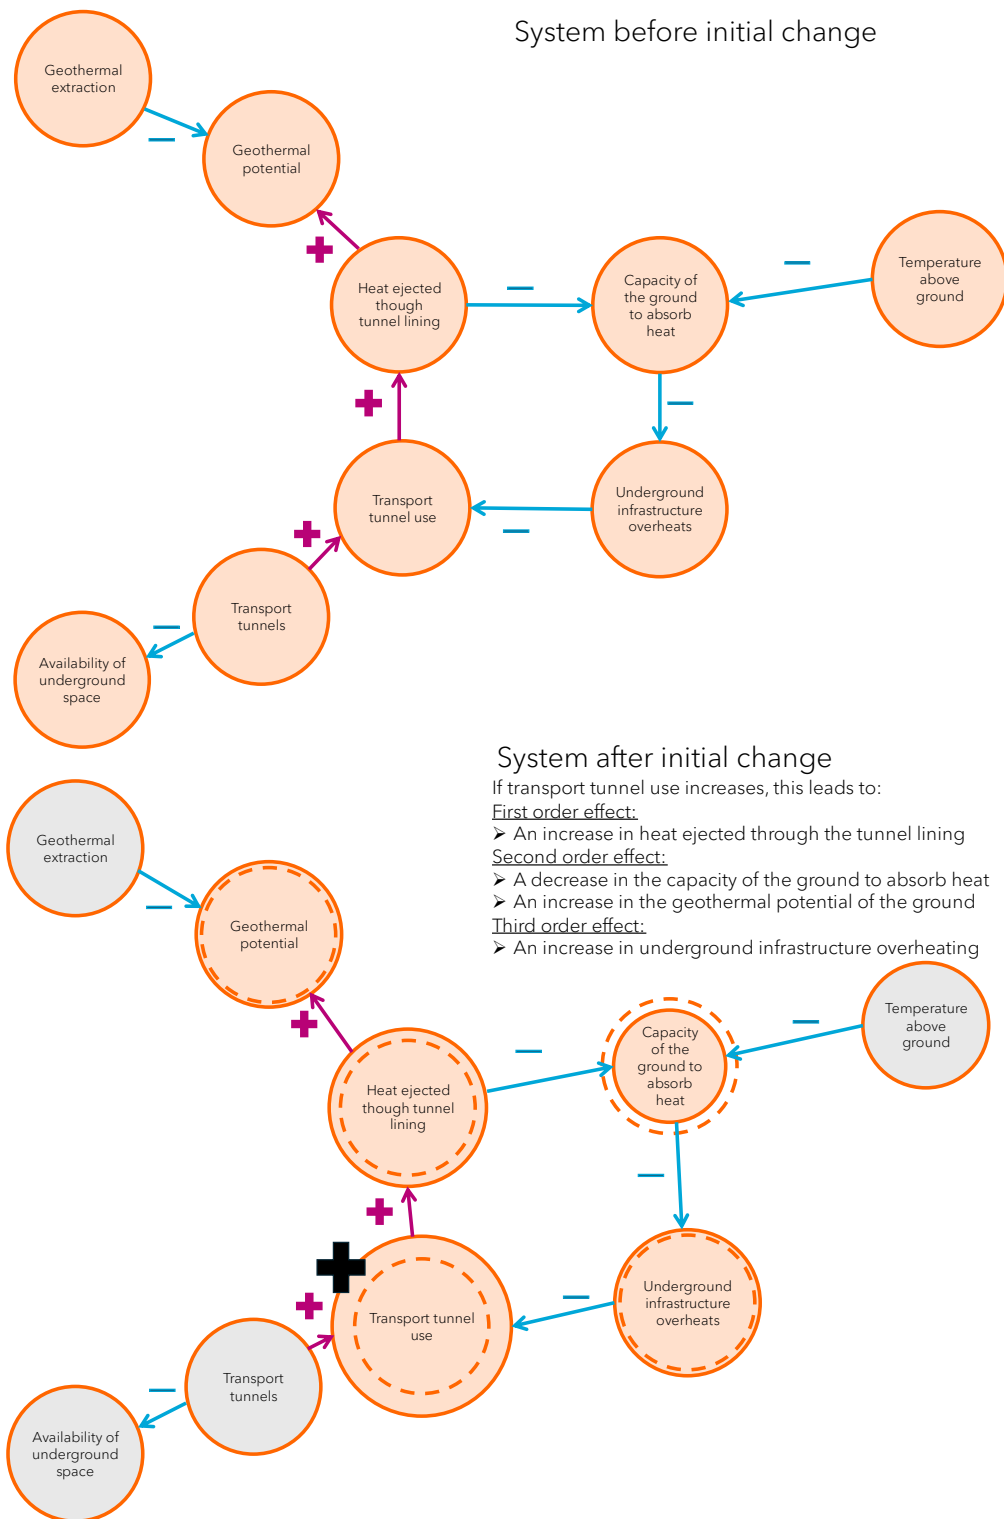 System before initial change
Geothermal
extraction
Geothermal
potential
Heat ejected
though
tunnel lining
Capacity of
the ground
to absorb
heat
Temperature
above
ground
Transport
tunnel use
Underground
infrastructure
overheats
Transport
tunnels
Availability of
underground
space
System after initial change
If transport tunnel use increases, this leads to:
First order effect:
➢ An increase in heat ejected through the tunnel lining
Second order effect:
➢ A decrease in the capacity of the ground to absorb heat
➢ An increase in the geothermal potential of the ground
Third order effect:
➢ An increase in underground infrastructure overheating
Geothermal
extraction
Geothermal
potential
Heat ejected
though tunnel
lining
Capacity
of the
ground to
absorb
heat
Temperature
above
ground
Transport tunnel
use
Underground
infrastructure
overheats
Transport
tunnels
Availability of
underground
space